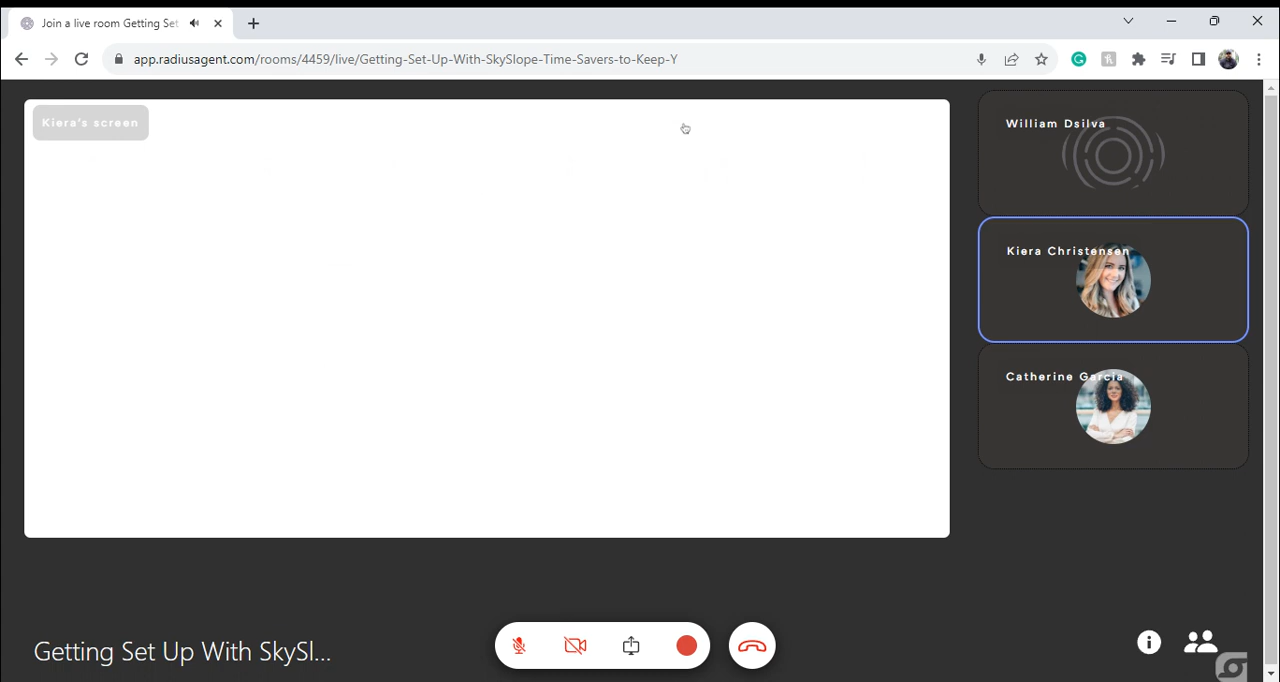 Join a live room Getting Set
app.radiusagent.com/rooms/4459/live/Getting-Set-Up-With-SkySlope-Time-Savers-to-Keep-Y
Kiera's screen
William Dsilva
Kiera Christensen
Catherine Garcia
Getting Set Up With SkySl...